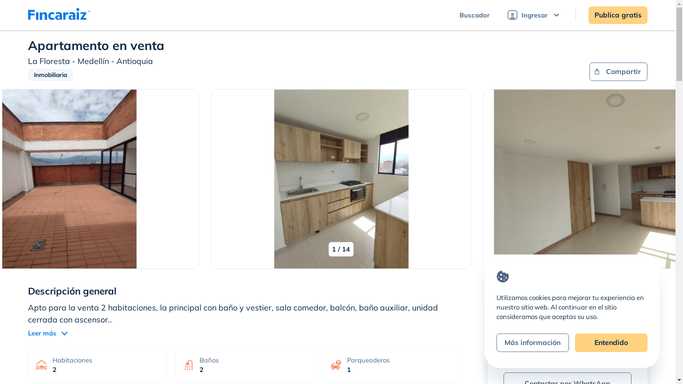 Fincaraiz
Buscador
Ingresar
Publica gratis
Apartamento en venta
La Floresta - Medellín - Antioquia
Inmobiliaria
Compartir
1 / 14
Descripción general
Apto para la venta 2 habitaciones, la principal con baño y vestier, sala comedor, balcón, baño auxiliar, unidad
cerrada con ascensor...
Leer más
Habitaciones
2
Baños
2
Parqueaderos
1
Utilizamos cookies para mejorar tu experiencia en
nuestro sitio web. Al continuar en el sitio
consideramos que aceptas su uso.
Más información
Entendido
Contactar por WhatsApp